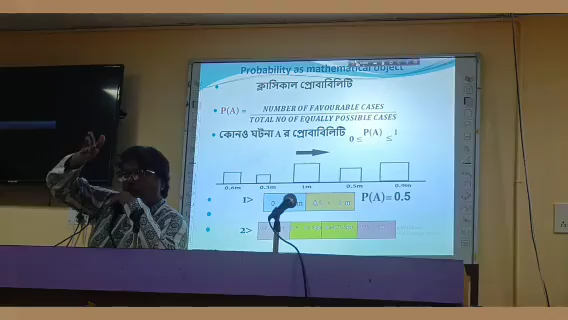 Probability as mathematical object
ক্লাসিকাল প্রোবাবিলিটি
P(A) = NUMBER OF FAVOURABLE CASES
TOTAL NO OF EQUALLY POSSIBLE CASES
কোনও ঘটনা A র প্রোবাবিলিটি 0 ≤ P(A) ≤ 1
0.6m 0.3m 1m 0.5m 0.9m
1> P(A)= 0.5
2>